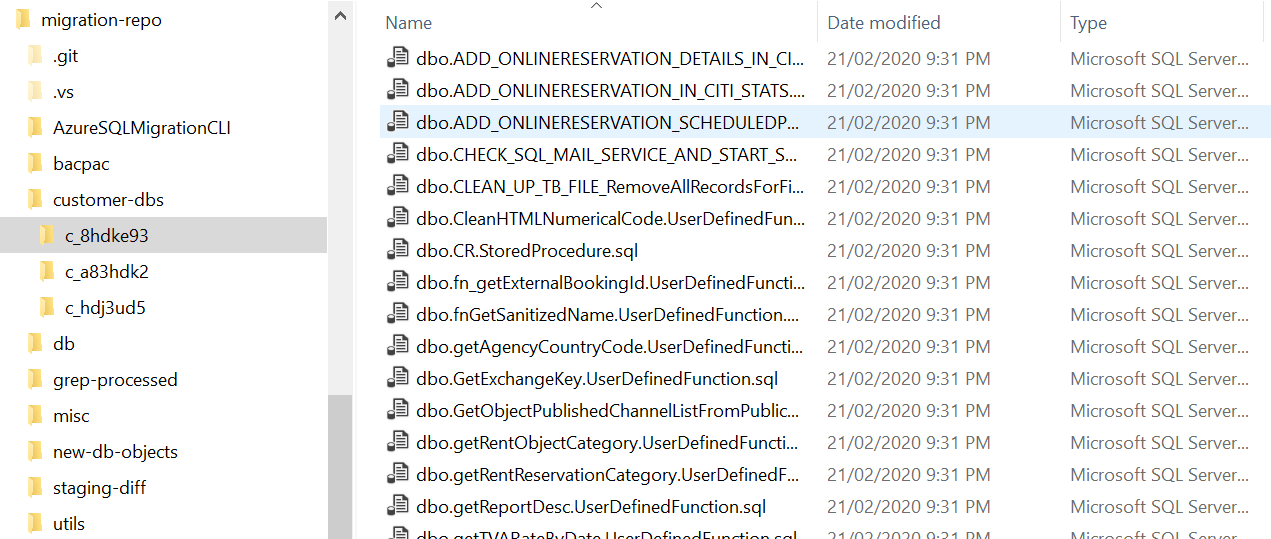 migration-repo
.git
.vs
AzureSQLMigrationCLI
bacpac
customer-dbs
c_8hdke93
c_a83hdk2
c_hdj3ud5
db
grep-processed
misc
new-db-objects
staging-diff
utils
Name Date modified Type
dbo.ADD_ONLINERESERVATION_DETAILS_IN_CI... 21/02/2020 9:31 PM Microsoft SQL Server...
dbo.ADD_ONLINERESERVATION_IN_CITI_STATS.... 21/02/2020 9:31 PM Microsoft SQL Server...
dbo.ADD_ONLINERESERVATION_SCHEDULEDP... 21/02/2020 9:31 PM Microsoft SQL Server...
dbo.CHECK_SQL_MAIL_SERVICE_AND_START_S... 21/02/2020 9:31 PM Microsoft SQL Server...
dbo.CLEAN_UP_TB_FILE_RemoveAllRecordsForFi... 21/02/2020 9:31 PM Microsoft SQL Server...
dbo.CleanHTMLNumericalCode.UserDefinedFun... 21/02/2020 9:31 PM Microsoft SQL Server...
dbo.CR.StoredProcedure.sql 21/02/2020 9:31 PM Microsoft SQL Server...
dbo.fn_getExternalBookingId.UserDefinedFuncti... 21/02/2020 9:31 PM Microsoft SQL Server...
dbo.fnGetSanitizedName.UserDefinedFunction.... 21/02/2020 9:31 PM Microsoft SQL Server...
dbo.getAgencyCountryCode.UserDefinedFuncti... 21/02/2020 9:31 PM Microsoft SQL Server...
dbo.GetExchangeKey.UserDefinedFunction.sql 21/02/2020 9:31 PM Microsoft SQL Server...
dbo.GetObjectPublishedChannelListFromPublic... 21/02/2020 9:31 PM Microsoft SQL Server...
dbo.getRentObjectCategory.UserDefinedFuncti... 21/02/2020 9:31 PM Microsoft SQL Server...
dbo.getRentReservationCategory.UserDefinedF... 21/02/2020 9:31 PM Microsoft SQL Server...
dbo.getReportDesc.UserDefinedFunction.sql 21/02/2020 9:31 PM Microsoft SQL Server...
dbo.getTVARateByDate.UserDefinedFunction.sql 21/02/2020 9:31 PM Microsoft SQL Server...